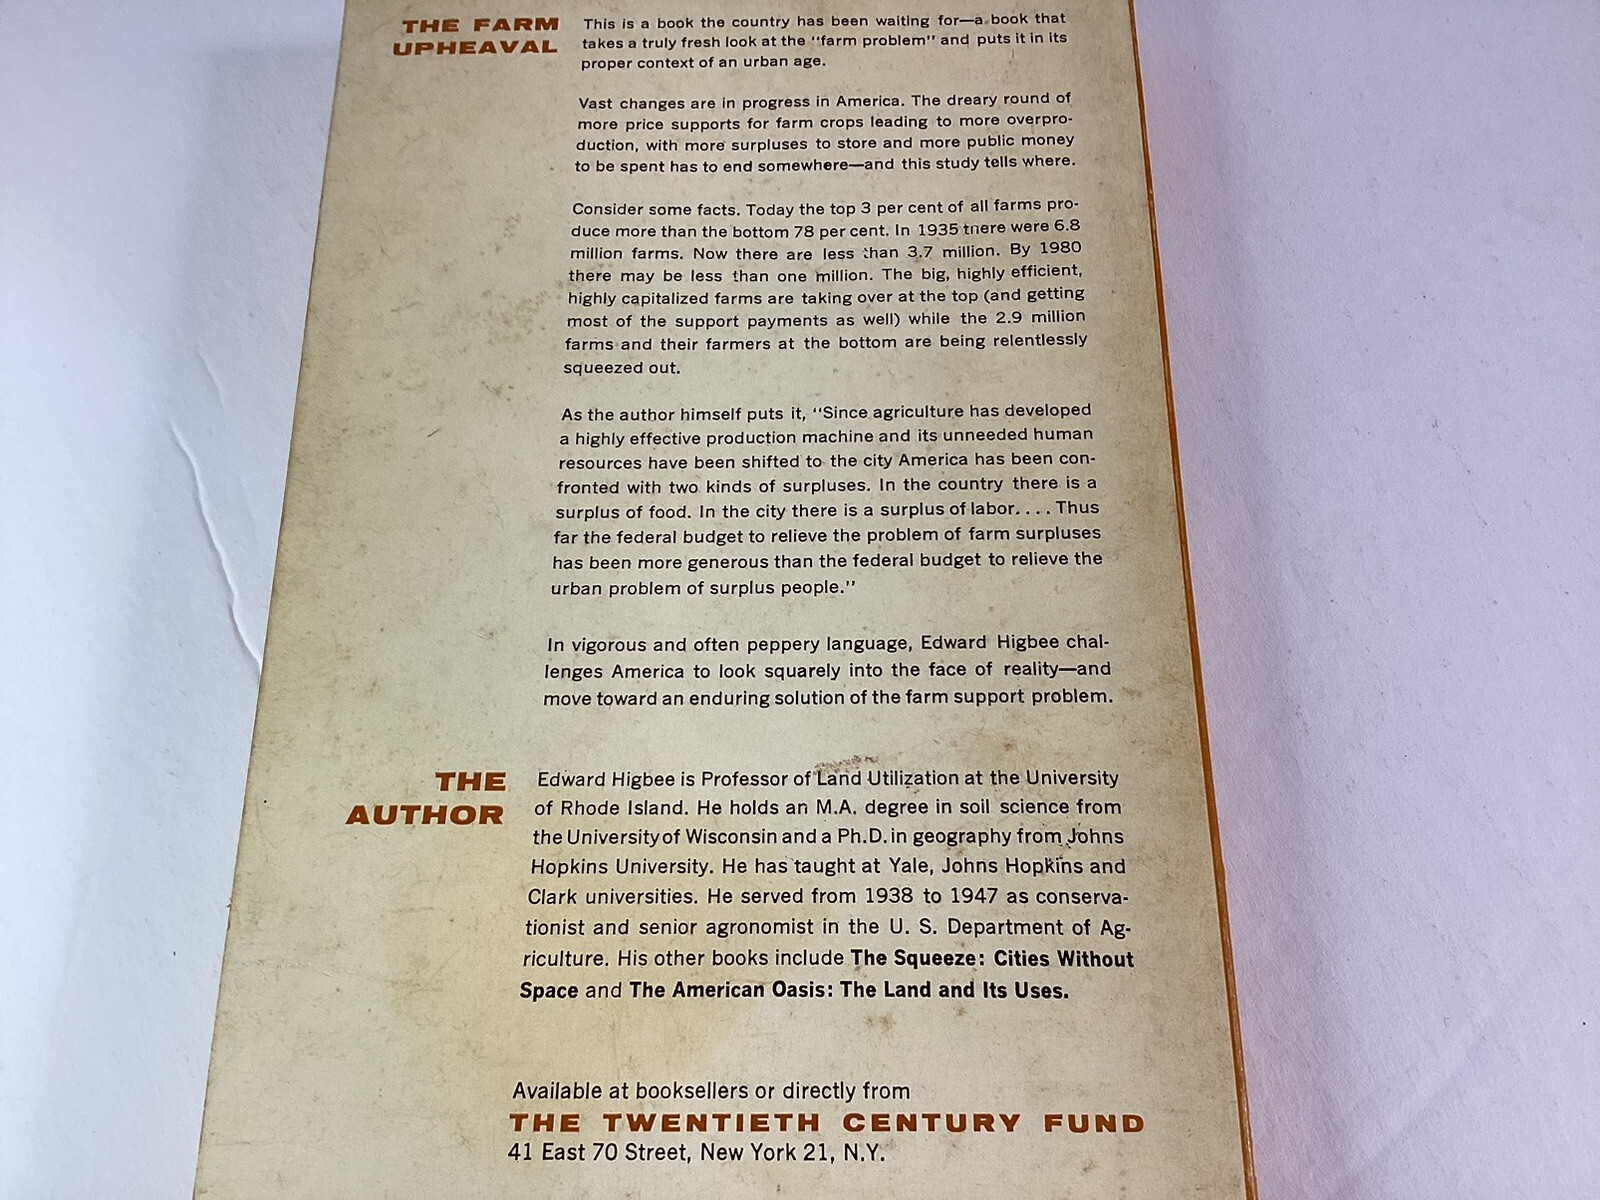 THE FARM
UPHEAVAL
This is a book the country has been waiting for—a book that
takes a truly fresh look at the "farm problem" and puts it in its
proper context of an urban age.
Vast changes are in progress in America. The dreary round of
more price supports for farm crops leading to more overpro-
duction, with more surpluses to store and more public money
to be spent has to end somewhere—and this study tells where.
Consider some facts. Today the top 3 per cent of all farms pro-
duce more than the bottom 78 per cent. In 1935 there were 6.8
million farms. Now there are less than 3.7 million. By 1980
there may be less than one million. The big, highly efficient,
highly capitalized farms are taking over at the top (and getting
most of the support payments as well) while the 2.9 million
farms and their farmers at the bottom are being relentlessly
squeezed out.
As the author himself puts it, "Since agriculture has developed
a highly effective production machine and its unneeded human
resources have been shifted to the city America has been con-
fronted with two kinds of surpluses. In the country there is a
surplus of food. In the city there is a surplus of labor. . . . Thus
far the federal budget to relieve the problem of farm surpluses
has been more generous than the federal budget to relieve the
urban problem of surplus people."
In vigorous and often peppery language, Edward Higbee chal-
lenges America to look squarely into the face of reality—and
move toward an enduring solution of the farm support problem.
THE
AUTHOR
Edward Higbee is Professor of Land Utilization at the University
of Rhode Island. He holds an M.A. degree in soil science from
the University of Wisconsin and a Ph.D. in geography from Johns
Hopkins University. He has taught at Yale, Johns Hopkins and
Clark universities. He served from 1938 to 1947 as conserva-
tionist and senior agronomist in the U. S. Department of Ag-
riculture. His other books include The Squeeze: Cities Without
Space and The American Oasis: The Land and Its Uses.
Available at booksellers or directly from
THE TWENTIETH CENTURY FUND
41 East 70 Street, New York 21, N.Y.